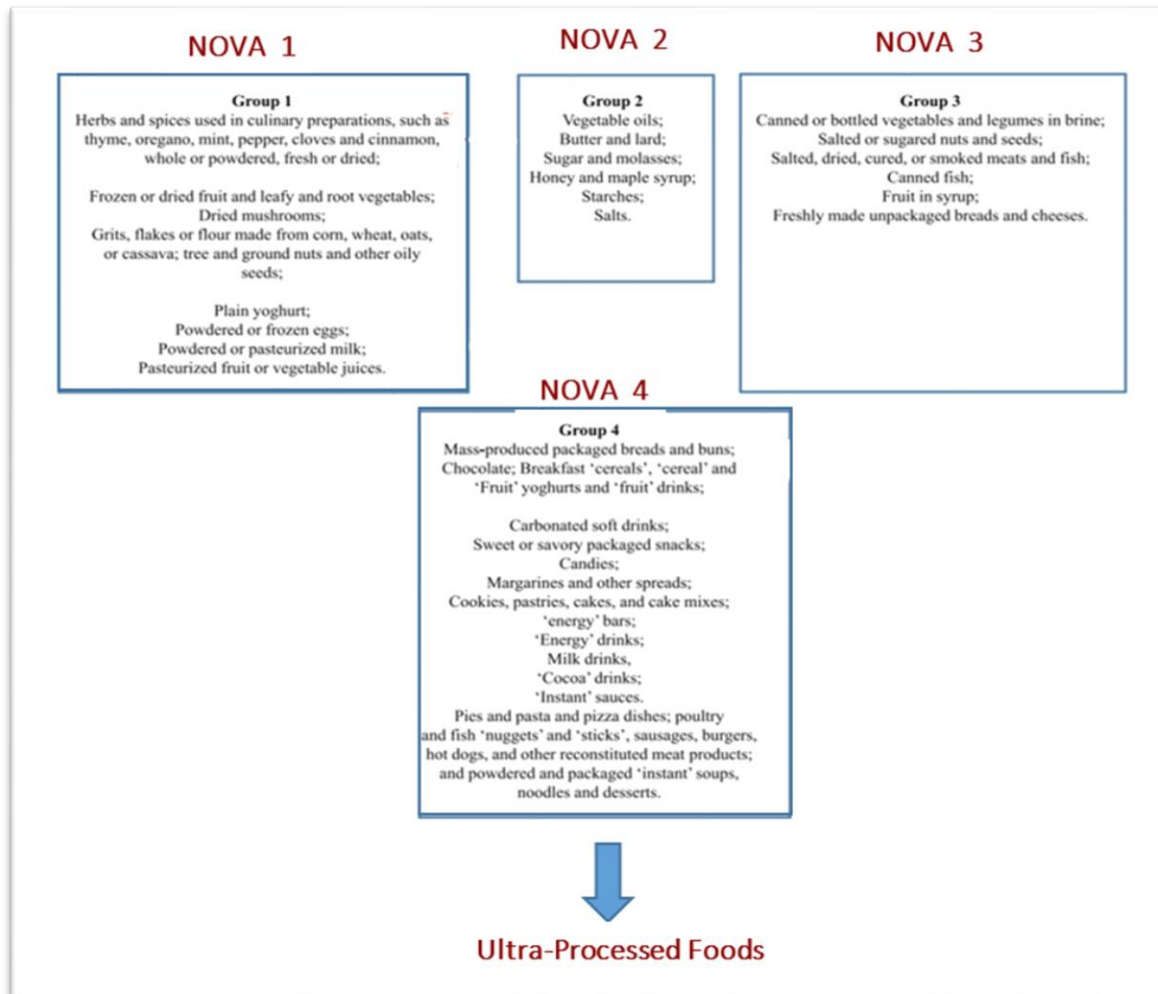 NOVA 1
Group 1
Herbs and spices used in culinary preparations, such as
thyme, oregano, mint, pepper, cloves and cinnamon,
whole or powdered, fresh or dried;
Frozen or dried fruit and leafy and root vegetables;
Dried mushrooms;
Grits, flakes or flour made from corn, wheat, oats,
or cassava; tree and ground nuts and other oily
seeds;
Plain yoghurt;
Powdered or frozen eggs;
Powdered or pasteurized milk;
Pasteurized fruit or vegetable juices.
NOVA 2
Group 2
Vegetable oils;
Butter and lard;
Sugar and molasses;
Honey and maple syrup;
Starches;
Salts.
NOVA 3
Group 3
Canned or bottled vegetables and legumes in brine;
Salted or sugared nuts and seeds;
Salted, dried, cured, or smoked meats and fish;
Canned fish;
Fruit in syrup;
Freshly made unpackaged breads and cheeses.
NOVA 4
Group 4
Mass-produced packaged breads and buns;
Chocolate; Breakfast ‘cereals’, ‘cereal’ and
‘Fruit’ yoghurts and ‘fruit’ drinks;
Carbonated soft drinks;
Sweet or savory packaged snacks;
Candies;
Margarines and other spreads;
Cookies, pastries, cakes, and cake mixes;
‘energy’ bars;
‘Energy’ drinks;
Milk drinks,
‘Cocoa’ drinks;
‘Instant’ sauces.
Pies and pasta and pizza dishes; poultry
and fish ‘nuggets’ and ‘sticks’, sausages, burgers,
hot dogs, and other reconstituted meat products;
and powdered and packaged ‘instant’ soups,
noodles and desserts.
Ultra-Processed Foods